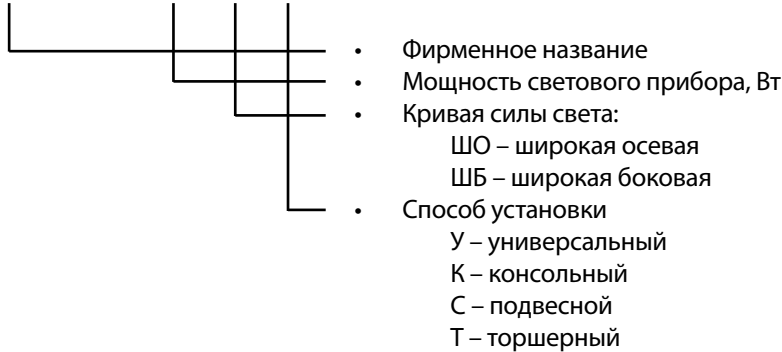 • Фирменное название
• Мощность светового прибора, Вт
• Кривая силы света:
ШО – широкая осевая
ШБ – широкая боковая
• Способ установки
У – универсальный
К – консольный
С – подвесной
Т – торшерный